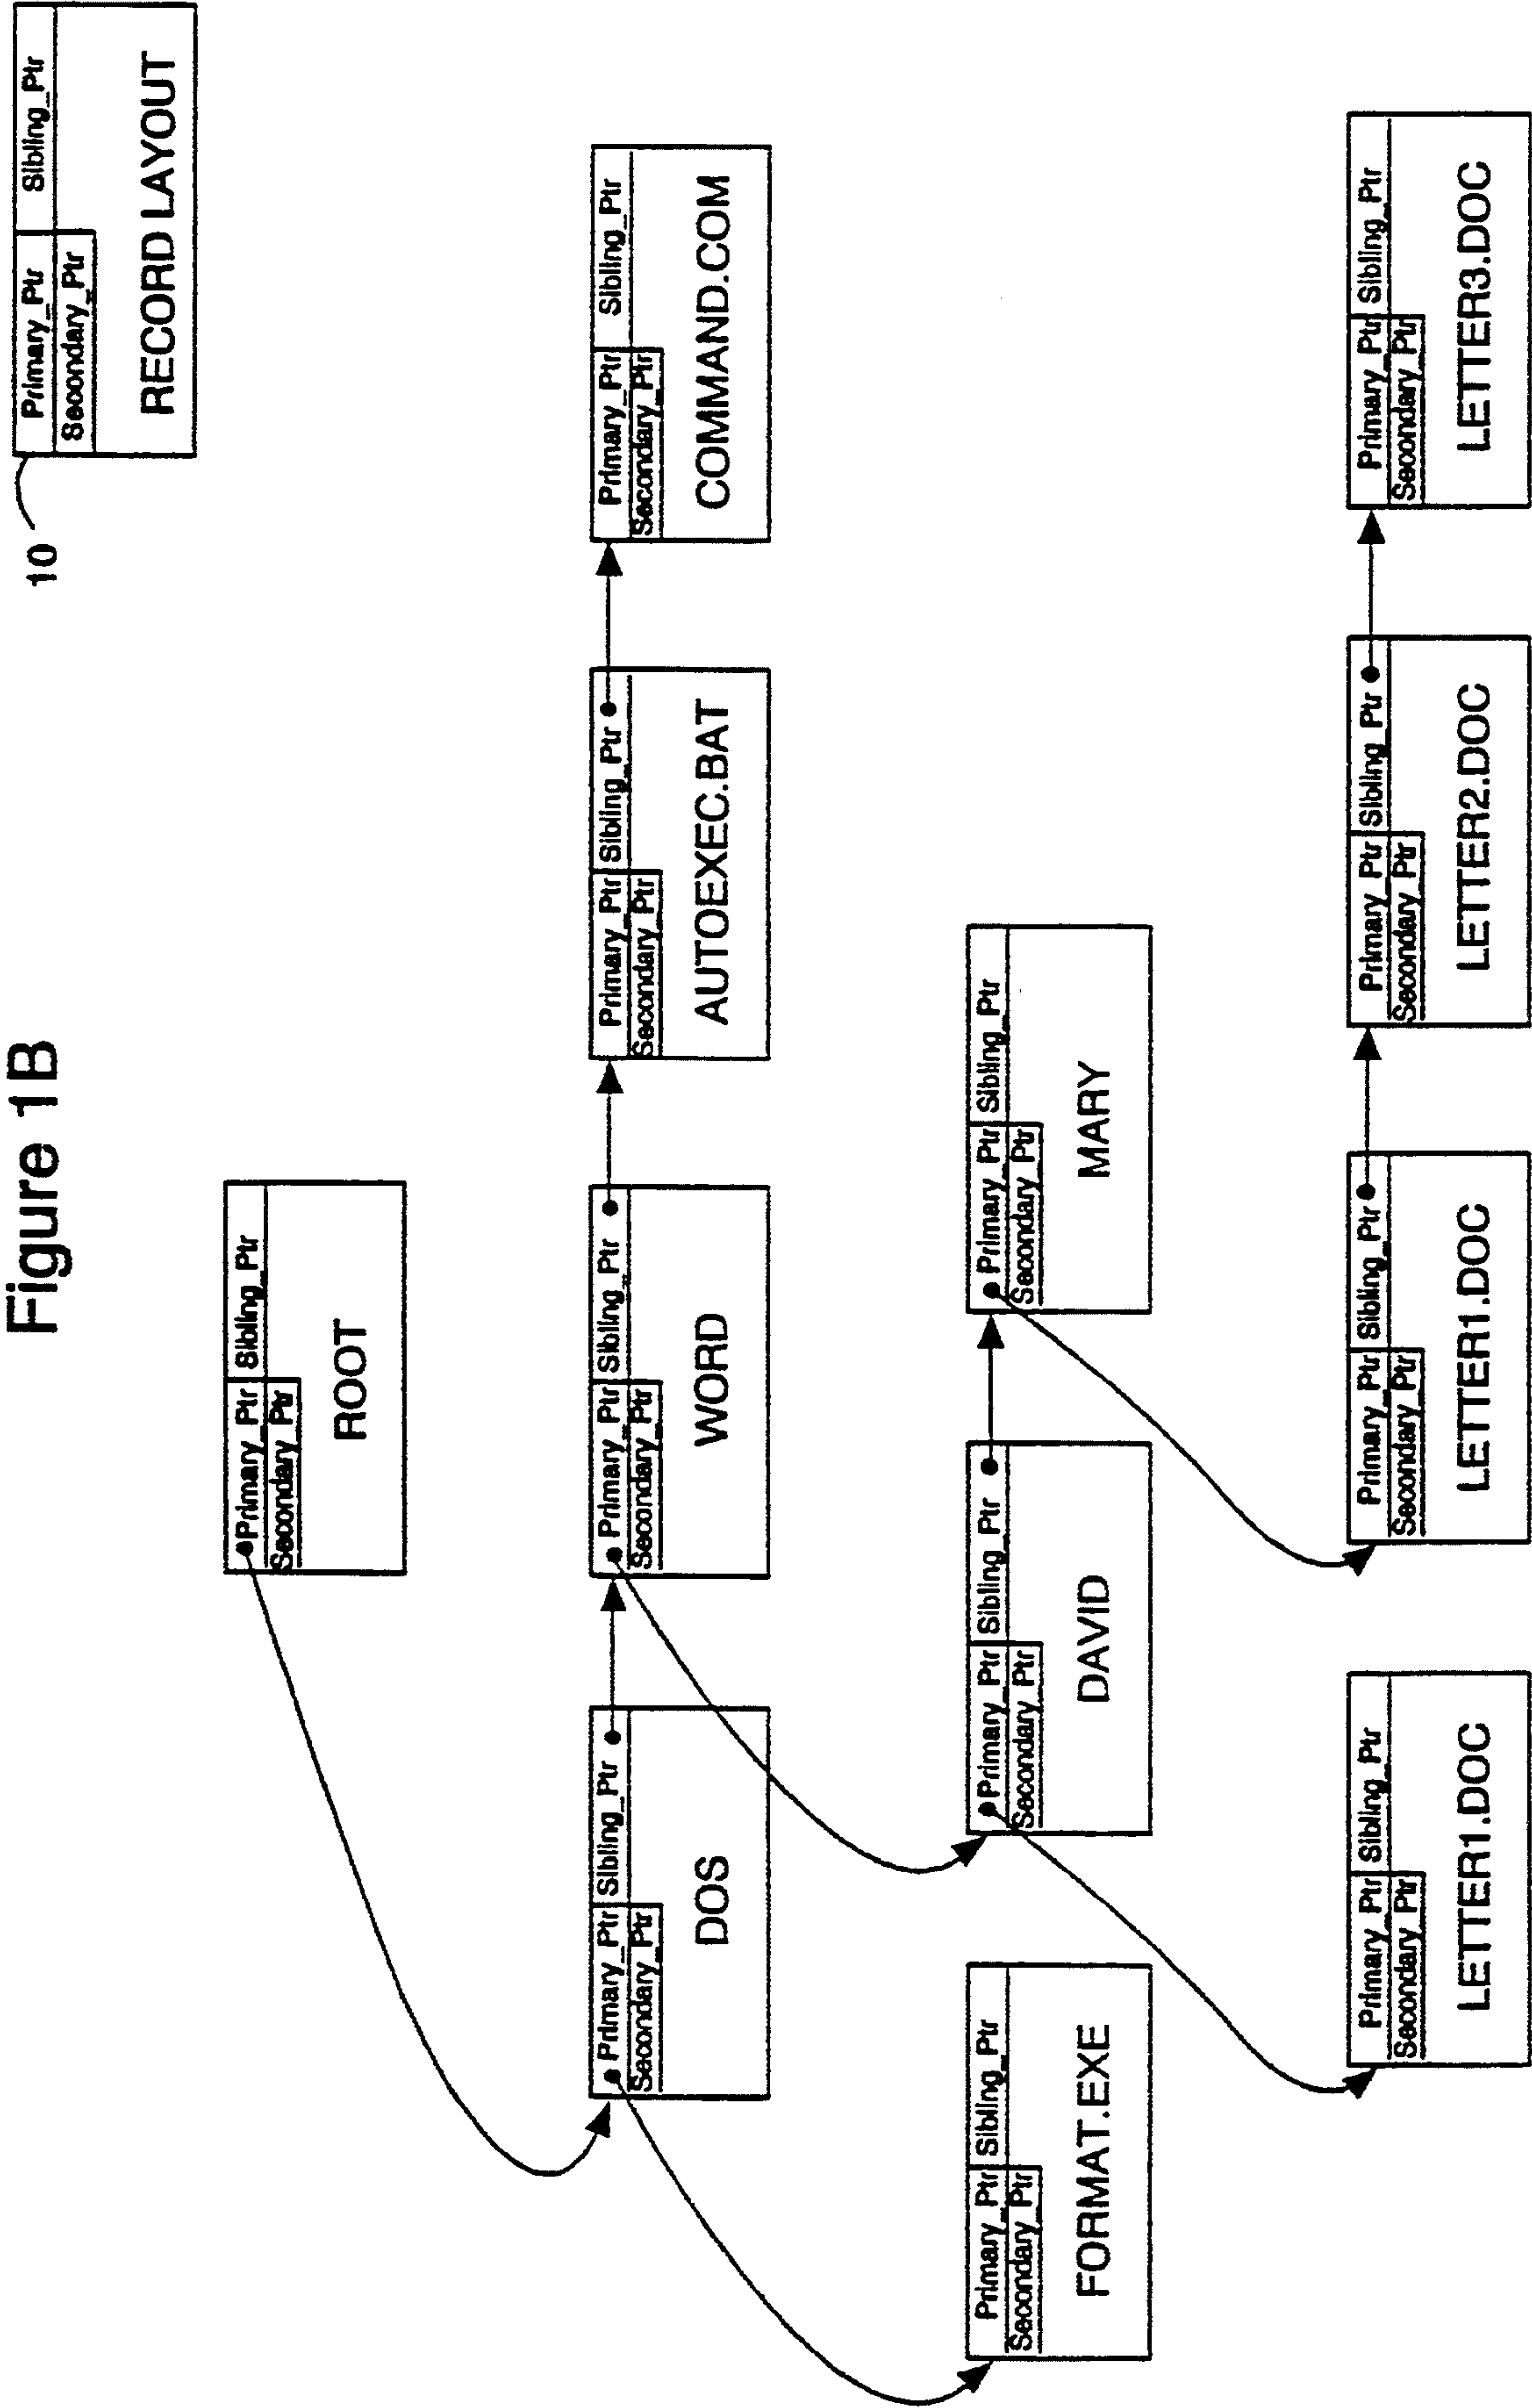 Figure 1B
10
Primary_Ptr Sibling_Ptr
Secondary_Ptr
RECORD LAYOUT
Primary_Ptr Sibling_Ptr
Secondary_Ptr
ROOT
Primary_Ptr Sibling_Ptr
Secondary_Ptr
DOS
Primary_Ptr Sibling_Ptr
Secondary_Ptr
WORD
Primary_Ptr Sibling_Ptr
Secondary_Ptr
AUTOEXEC.BAT
Primary_Ptr Sibling_Ptr
Secondary_Ptr
COMMAND.COM
Primary_Ptr Sibling_Ptr
Secondary_Ptr
FORMAT.EXE
Primary_Ptr Sibling_Ptr
Secondary_Ptr
DAVID
Primary_Ptr Sibling_Ptr
Secondary_Ptr
MARY
Primary_Ptr Sibling_Ptr
Secondary_Ptr
LETTER1.DOC
Primary_Ptr Sibling_Ptr
Secondary_Ptr
LETTER1.DOC
Primary_Ptr Sibling_Ptr
Secondary_Ptr
LETTER2.DOC
Primary_Ptr Sibling_Ptr
Secondary_Ptr
LETTER3.DOC